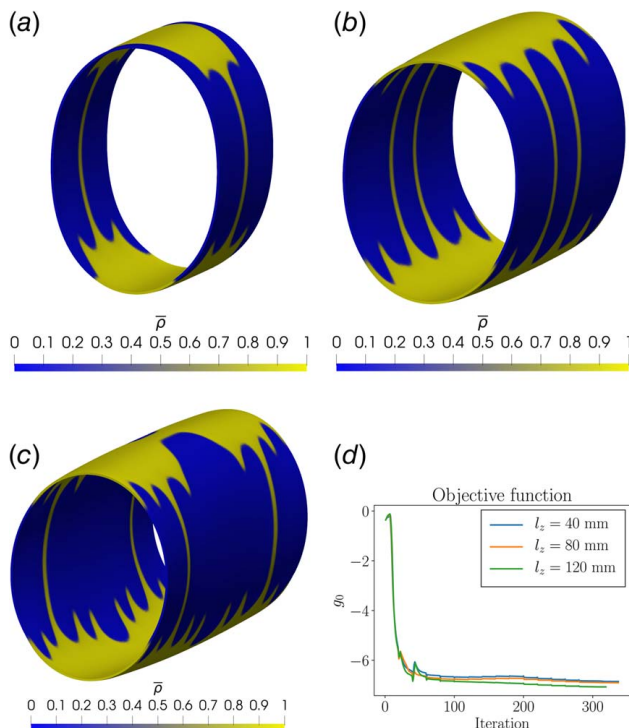 (a)
(b)
ρ̅
0 0.1 0.2 0.3 0.4 0.5 0.6 0.7 0.8 0.9 1
ρ̅
0 0.1 0.2 0.3 0.4 0.5 0.6 0.7 0.8 0.9 1
(c)
ρ̅
0 0.1 0.2 0.3 0.4 0.5 0.6 0.7 0.8 0.9 1
(d)
Objective function
l_z = 40 mm
l_z = 80 mm
l_z = 120 mm
g_0
0
−2
−4
−6
0 100 200 300
Iteration